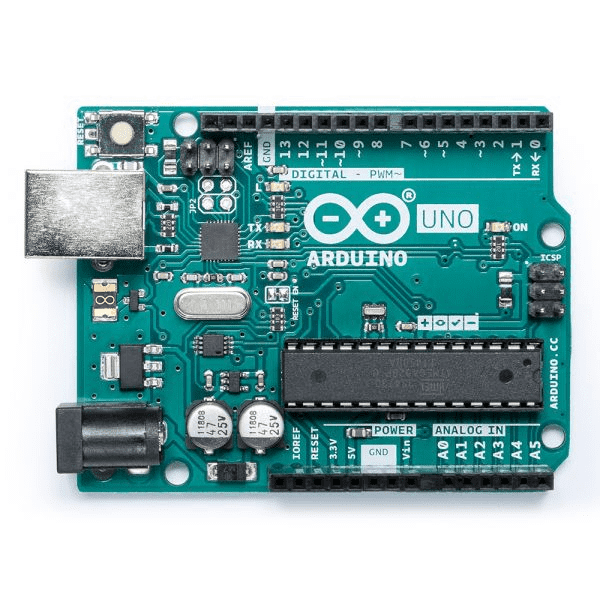 RESET
AREF
GND
13
12
~11
~10
~9
8
7
~6
~5
4
~3
2
TX→1
RX←0
DIGITAL - PWM~
JP2
TX
RX
®
UNO
ARDUINO
ON
ICSP
RESET EN
ARDUINO.CC
11808
47
25V
11808
47
25V
POWER
ANALOG IN
IOREF
RESET
3.3V
5V
GND
Vin
A0
A1
A2
A3
A4
A5